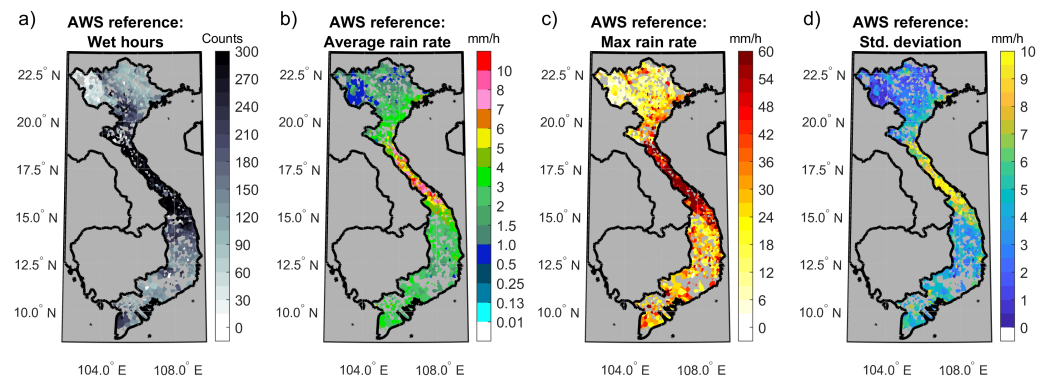 a)
AWS reference:
Wet hours
Counts
300
270
240
210
180
150
120
90
60
30
0
22.5° N
20.0° N
17.5° N
15.0° N
12.5° N
10.0° N
104.0° E
108.0° E
b)
AWS reference:
Average rain rate
mm/h
10
8
7
6
5
4
3
2
1.5
1.0
0.5
0.25
0.13
0.01
22.5° N
20.0° N
17.5° N
15.0° N
12.5° N
10.0° N
104.0° E
108.0° E
c)
AWS reference:
Max rain rate
mm/h
60
54
48
42
36
30
24
18
12
6
0
22.5° N
20.0° N
17.5° N
15.0° N
12.5° N
10.0° N
104.0° E
108.0° E
d)
AWS reference:
Std. deviation
mm/h
10
9
8
7
6
5
4
3
2
1
0
22.5° N
20.0° N
17.5° N
15.0° N
12.5° N
10.0° N
104.0° E
108.0° E